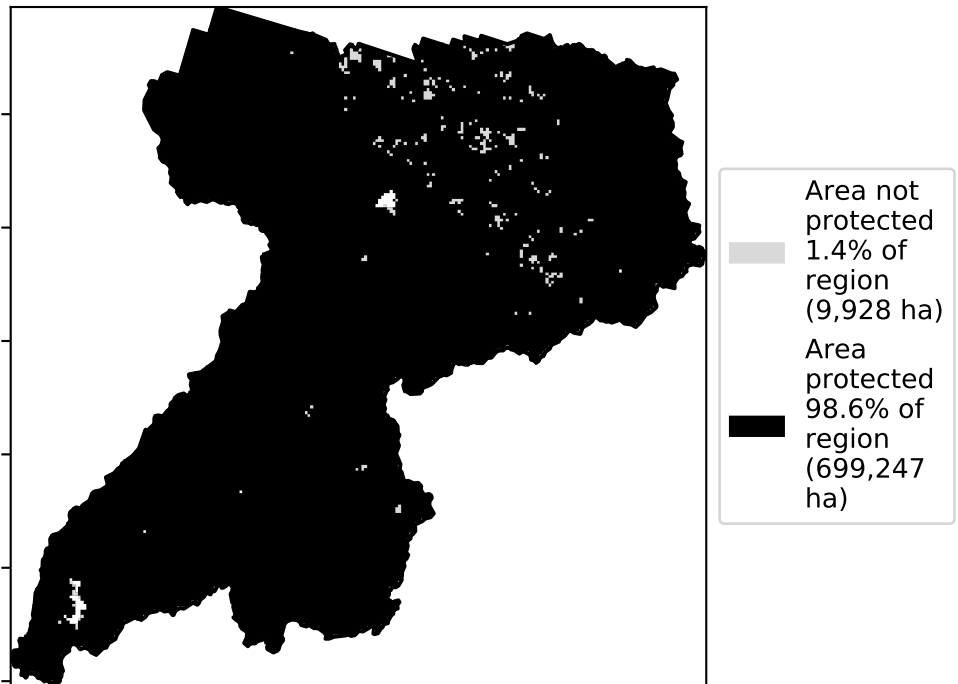 Area not
protected
1.4% of
region
(9,928 ha)
Area
protected
98.6% of
region
(699,247
ha)